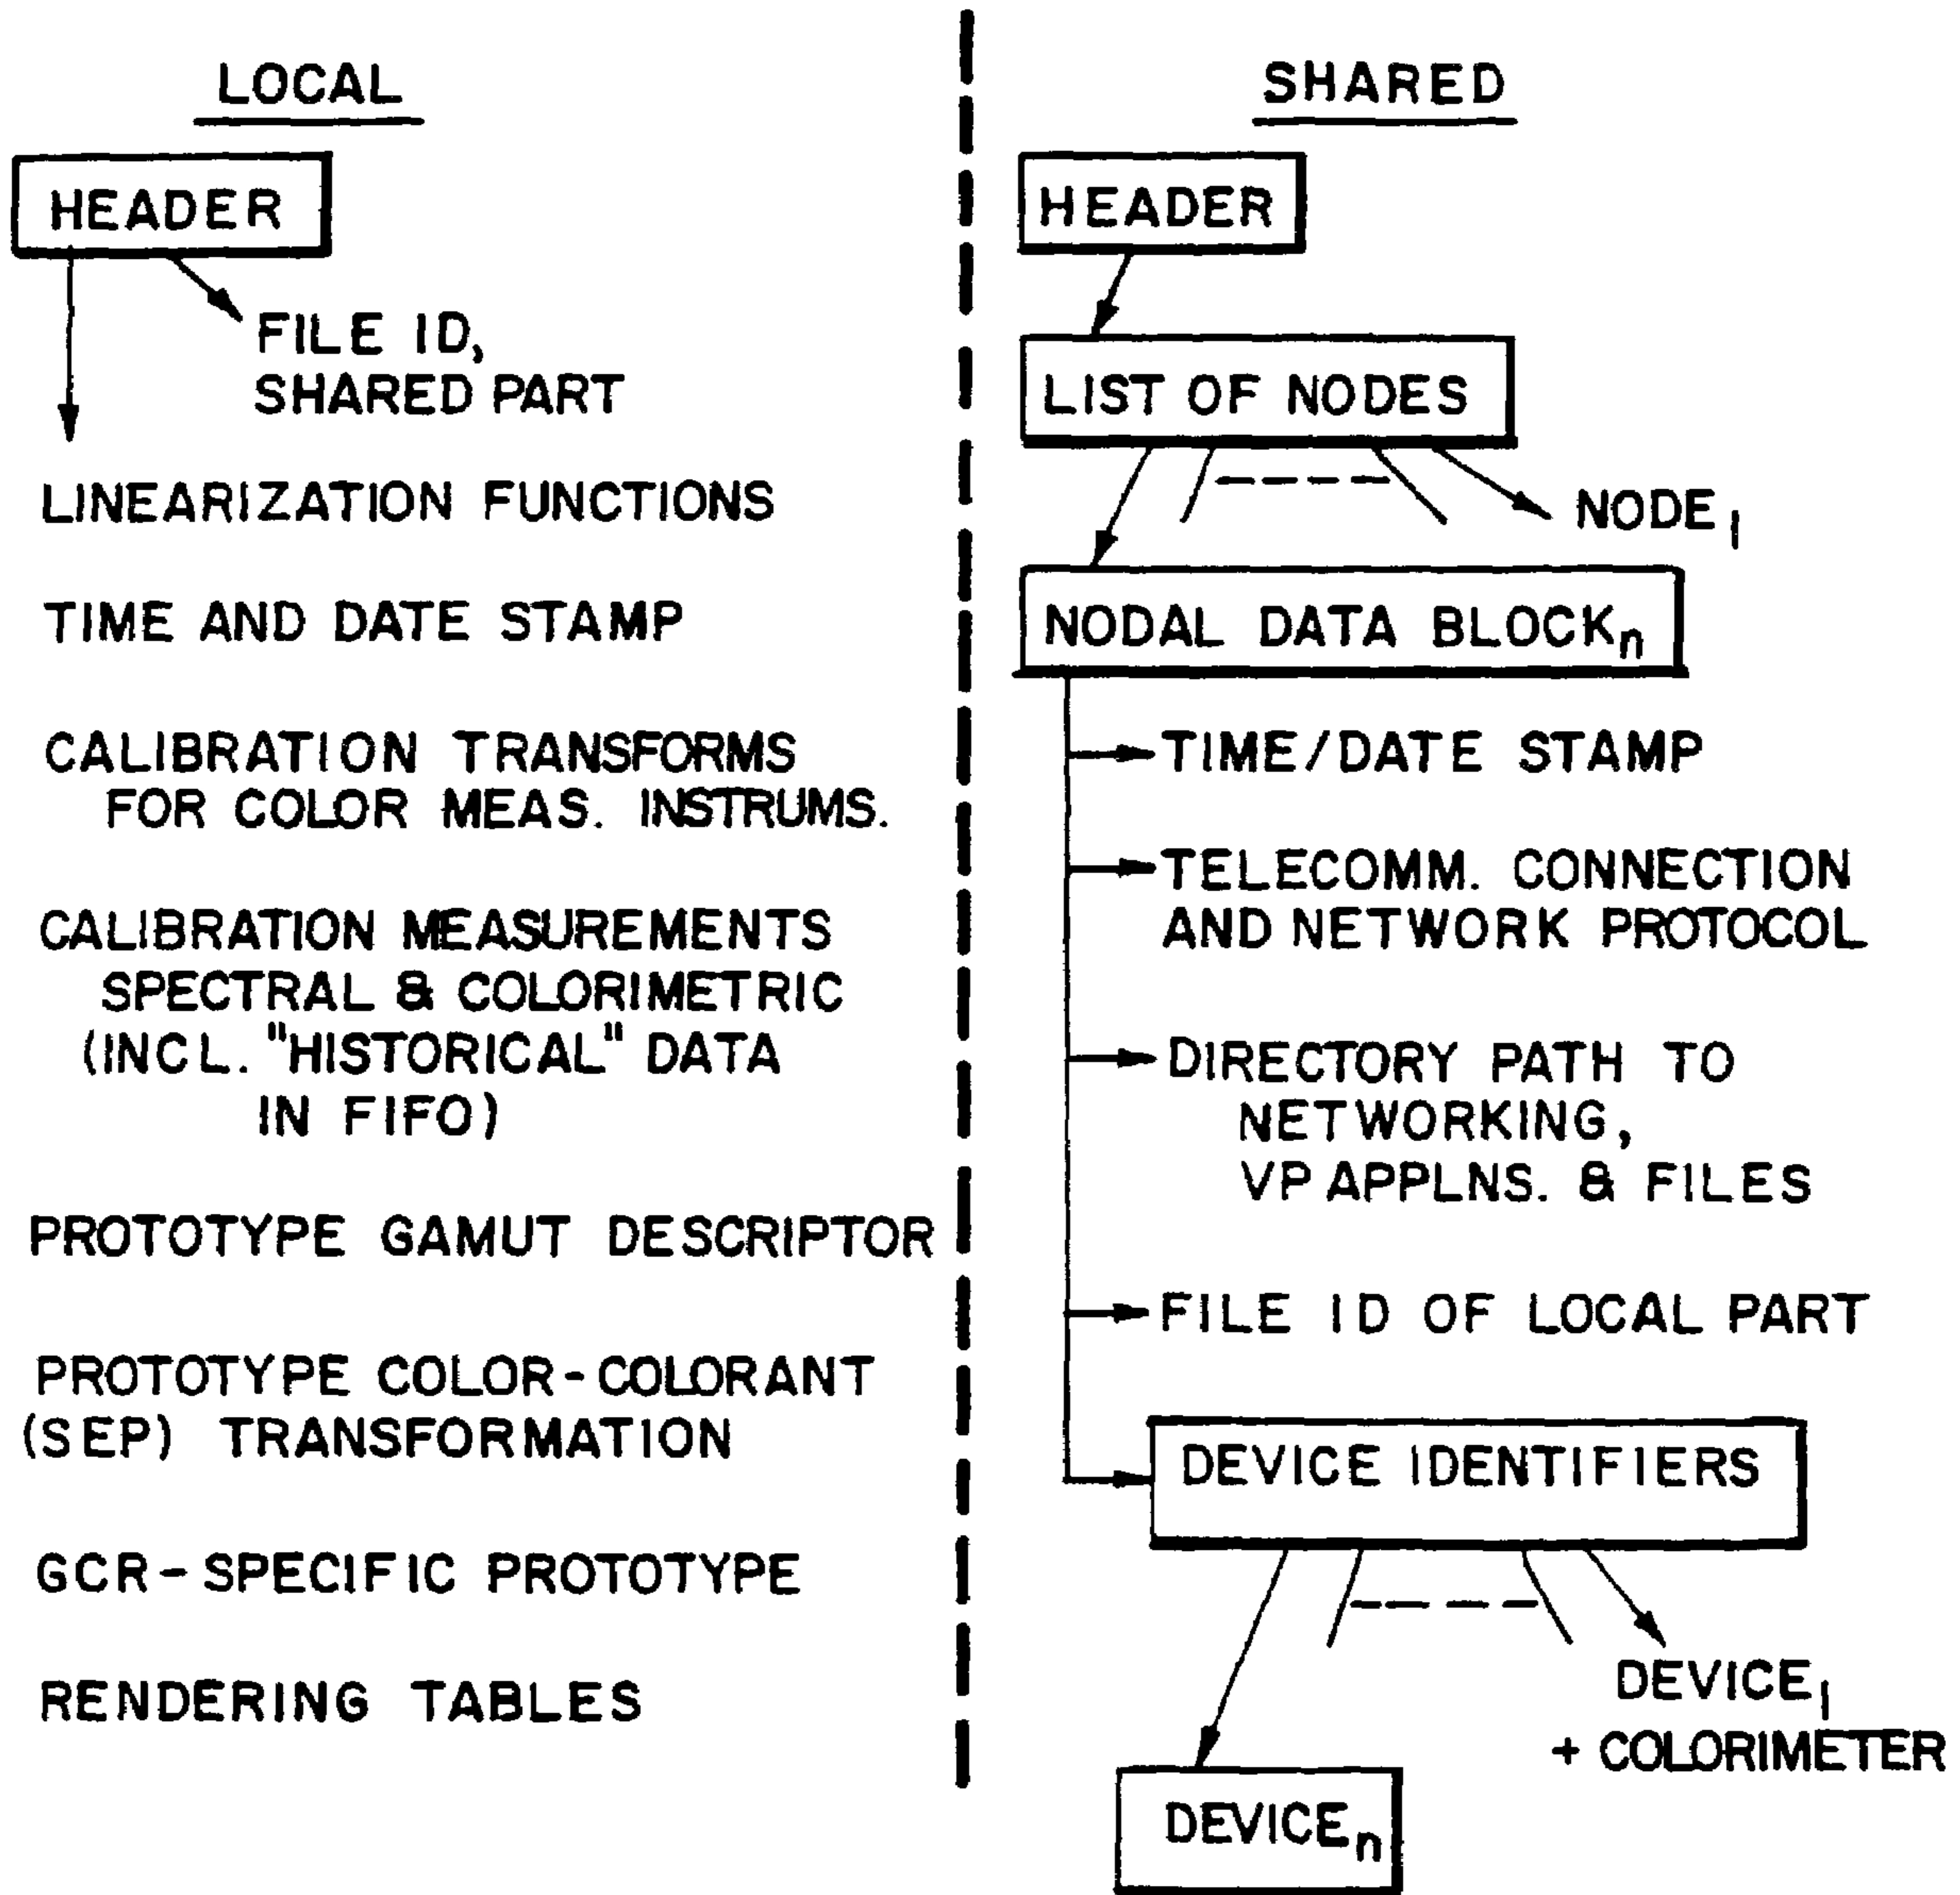 LOCAL
HEADER
FILE ID,
SHARED PART
LINEARIZATION FUNCTIONS
TIME AND DATE STAMP
CALIBRATION TRANSFORMS
FOR COLOR MEAS. INSTRUMS.
CALIBRATION MEASUREMENTS
SPECTRAL & COLORIMETRIC
(INCL. "HISTORICAL" DATA
IN FIFO)
PROTOTYPE GAMUT DESCRIPTOR
PROTOTYPE COLOR-COLORANT
(SEP) TRANSFORMATION
GCR-SPECIFIC PROTOTYPE
RENDERING TABLES
SHARED
HEADER
LIST OF NODES
NODE1
NODAL DATA BLOCKn
TIME/DATE STAMP
TELECOMM. CONNECTION
AND NETWORK PROTOCOL
DIRECTORY PATH TO
NETWORKING,
VP APPLNS. & FILES
FILE ID OF LOCAL PART
DEVICE IDENTIFIERS
DEVICE1
+ COLORIMETER
DEVICEn